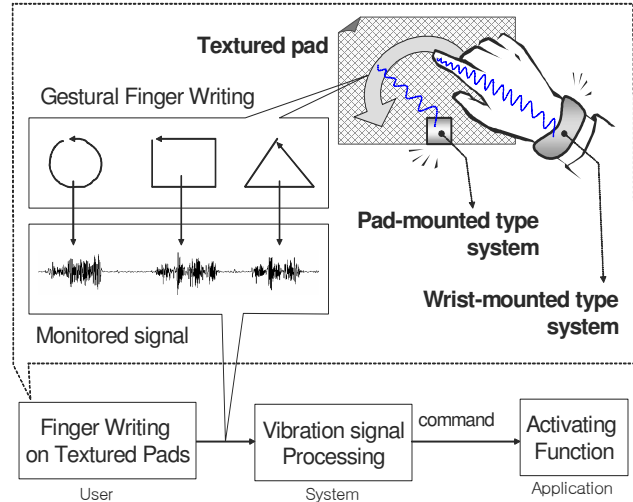 Textured pad
Gestural Finger Writing
Pad-mounted type
system
Wrist-mounted type
system
Monitored signal
Finger Writing
on Textured Pads
Vibration signal
Processing
command
Activating
Function
User
System
Application